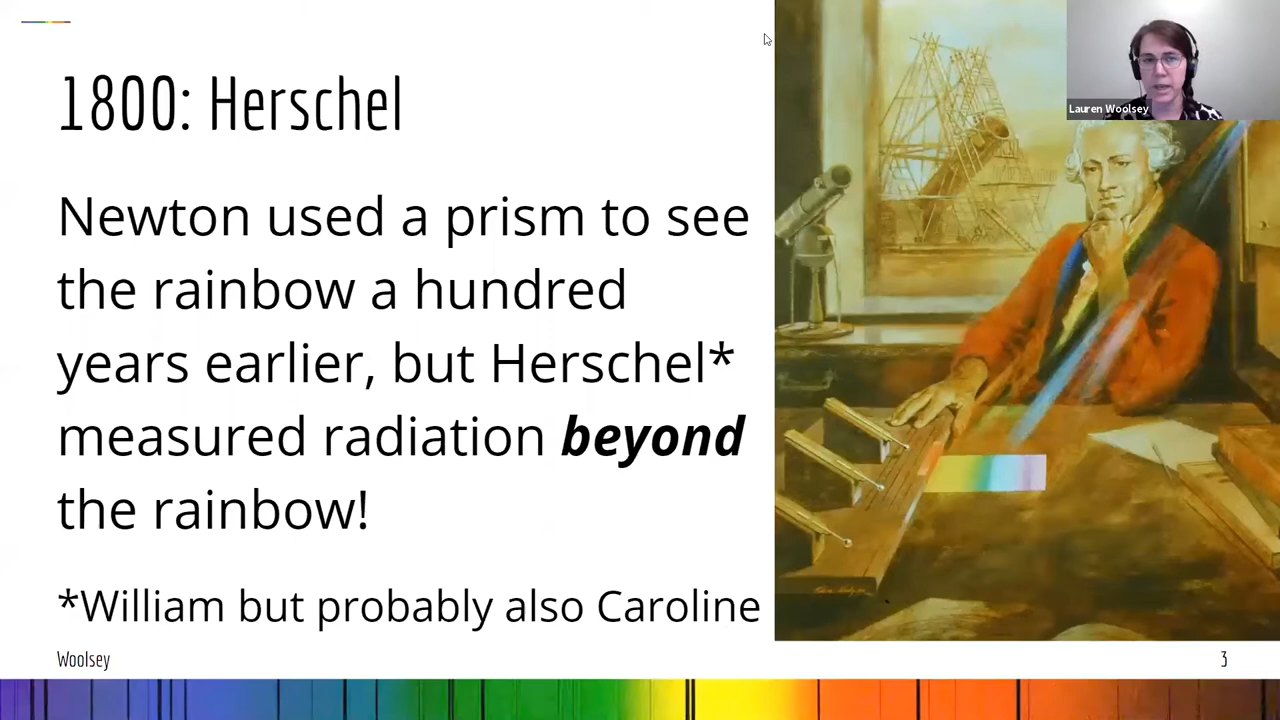 1800: Herschel
Lauren Woolsey
Newton used a prism to see
the rainbow a hundred
years earlier, but Herschel*
measured radiation beyond
the rainbow!
*William but probably also Caroline
Woolsey
3